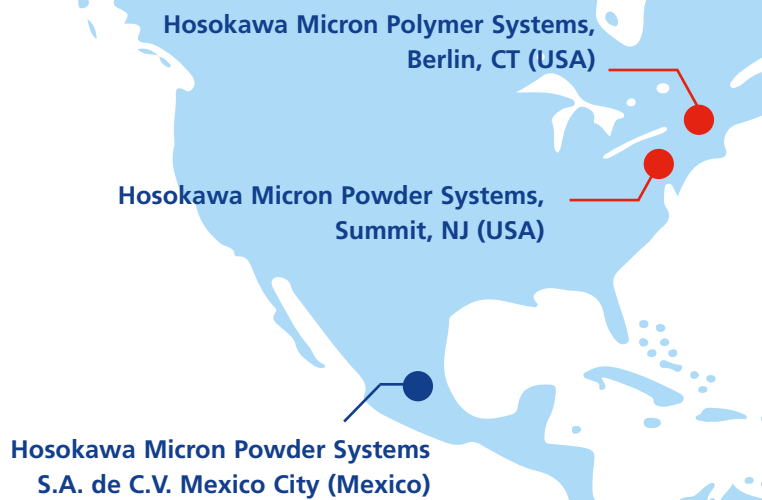 Hosokawa Micron Polymer Systems,
Berlin, CT (USA)
Hosokawa Micron Powder Systems,
Summit, NJ (USA)
Hosokawa Micron Powder Systems
S.A. de C.V. Mexico City (Mexico)